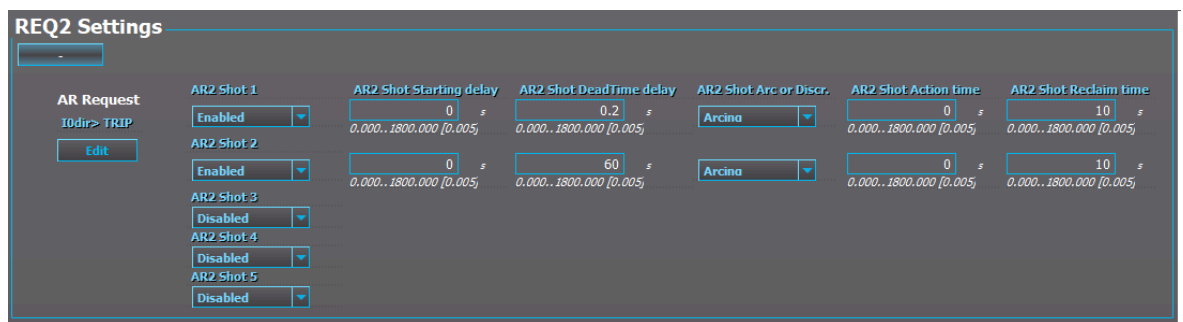 REQ2 Settings
-
AR Request
I0dir> TRIP
Edit
AR2 Shot 1 AR2 Shot Starting delay AR2 Shot DeadTime delay AR2 Shot Arc or Discr. AR2 Shot Action time AR2 Shot Reclaim time
Enabled 0 s 0.2 s Arcing 0 s 10 s
0.000..1800.000 [0.005] 0.000..1800.000 [0.005] 0.000..1800.000 [0.005] 0.000..1800.000 [0.005]
AR2 Shot 2
Enabled 0 s 60 s Arcing 0 s 10 s
0.000..1800.000 [0.005] 0.000..1800.000 [0.005] 0.000..1800.000 [0.005] 0.000..1800.000 [0.005]
AR2 Shot 3
Disabled
AR2 Shot 4
Disabled
AR2 Shot 5
Disabled